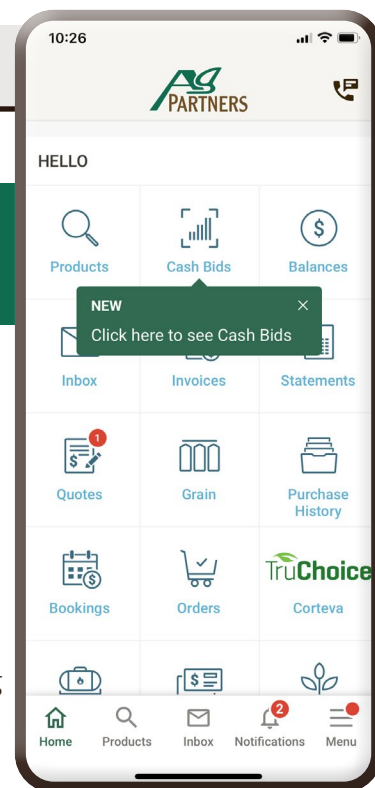 10:26
Ag
PARTNERS
HELLO
Products
Cash Bids
Balances
NEW
Click here to see Cash Bids
Inbox
Invoices
Statements
1
Quotes
Grain
Purchase
History
TruChoice
Bookings
Orders
Corteva
2
Home
Products
Inbox
Notifications
Menu